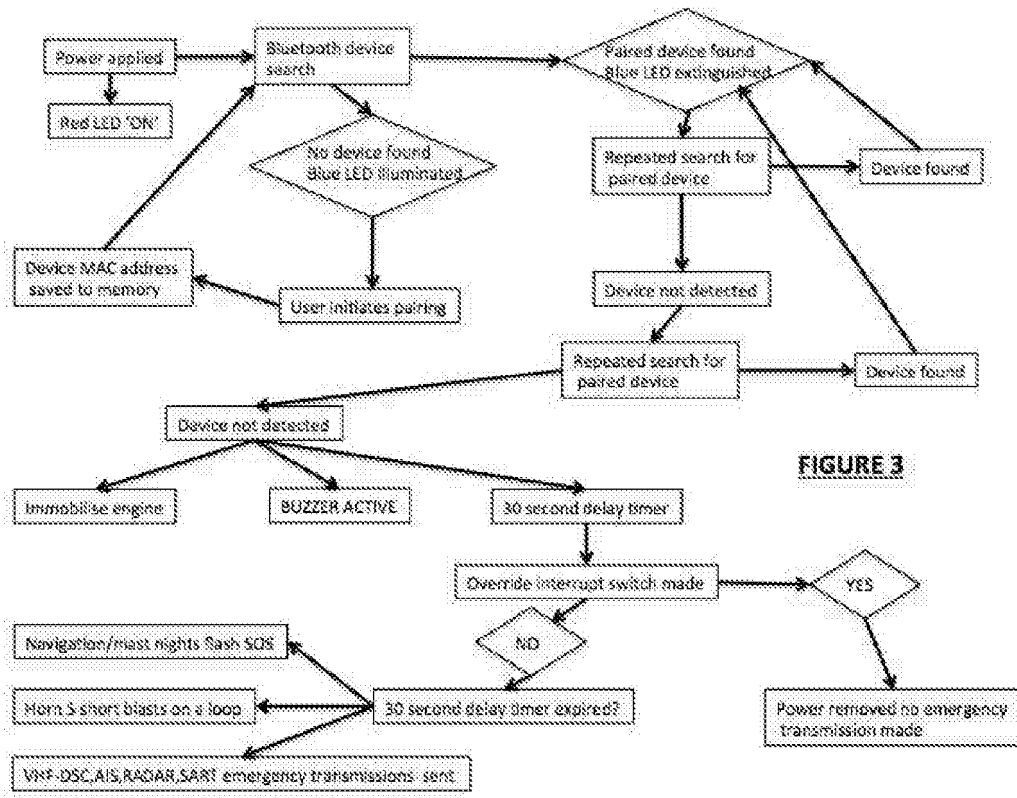 Power applied
Bluetooth device
search
Paired device found
Blue LED extinguished
Red LED 'ON'
No device found
Blue LED illuminated
Repeated search for
paired device
Device found
Device MAC address
saved to memory
User initiates pairing
Device not detected
Repeated search for
paired device
Device found
Device not detected
FIGURE 3
Immobilise engine
BUZZER ACTIVE
30 second delay timer
Override interrupt switch made
YES
NO
Navigation/mast nights flash SOS
Horn 5 short blasts on a loop
30 second delay timer expired?
Power removed no emergency
transmission made
VHF-DSC,AIS,RADAR,SART emergency transmissions sent